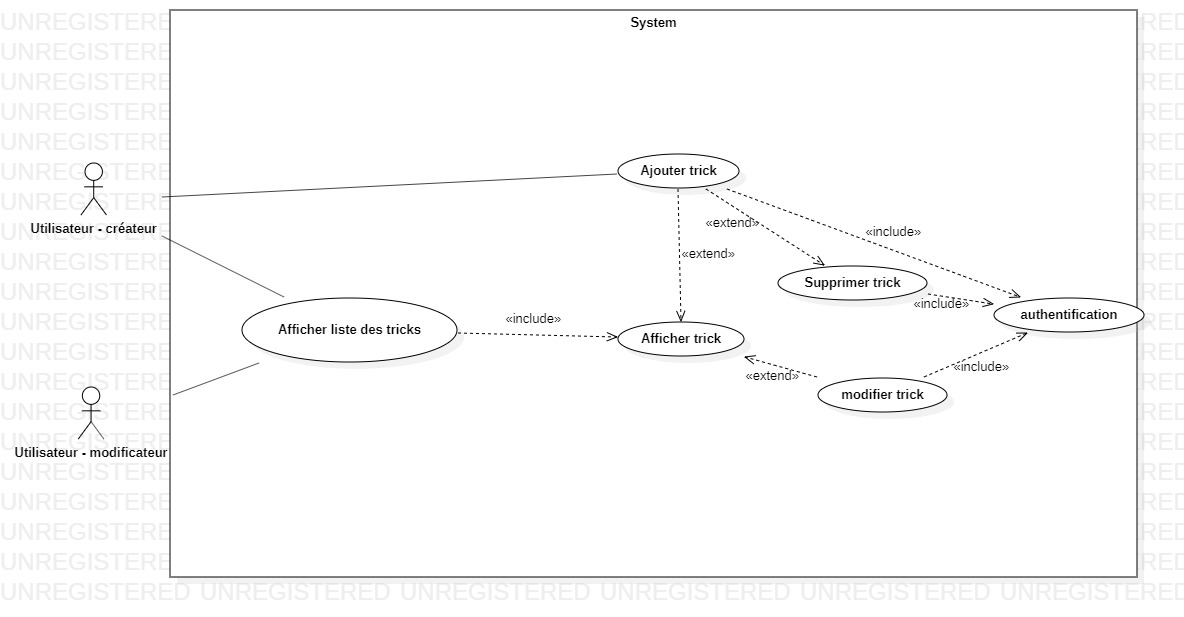 System
Ajouter trick
Utilisateur - créateur
«extend»
«include»
«extend»
Supprimer trick
«include»
authentification
«include»
Afficher liste des tricks
Afficher trick
«extend»
«include»
modifier trick
Utilisateur - modificateur
UNREGISTERED UNREGISTERED UNREGISTERED UNREGISTERED UNREGISTERED UNREGISTERED